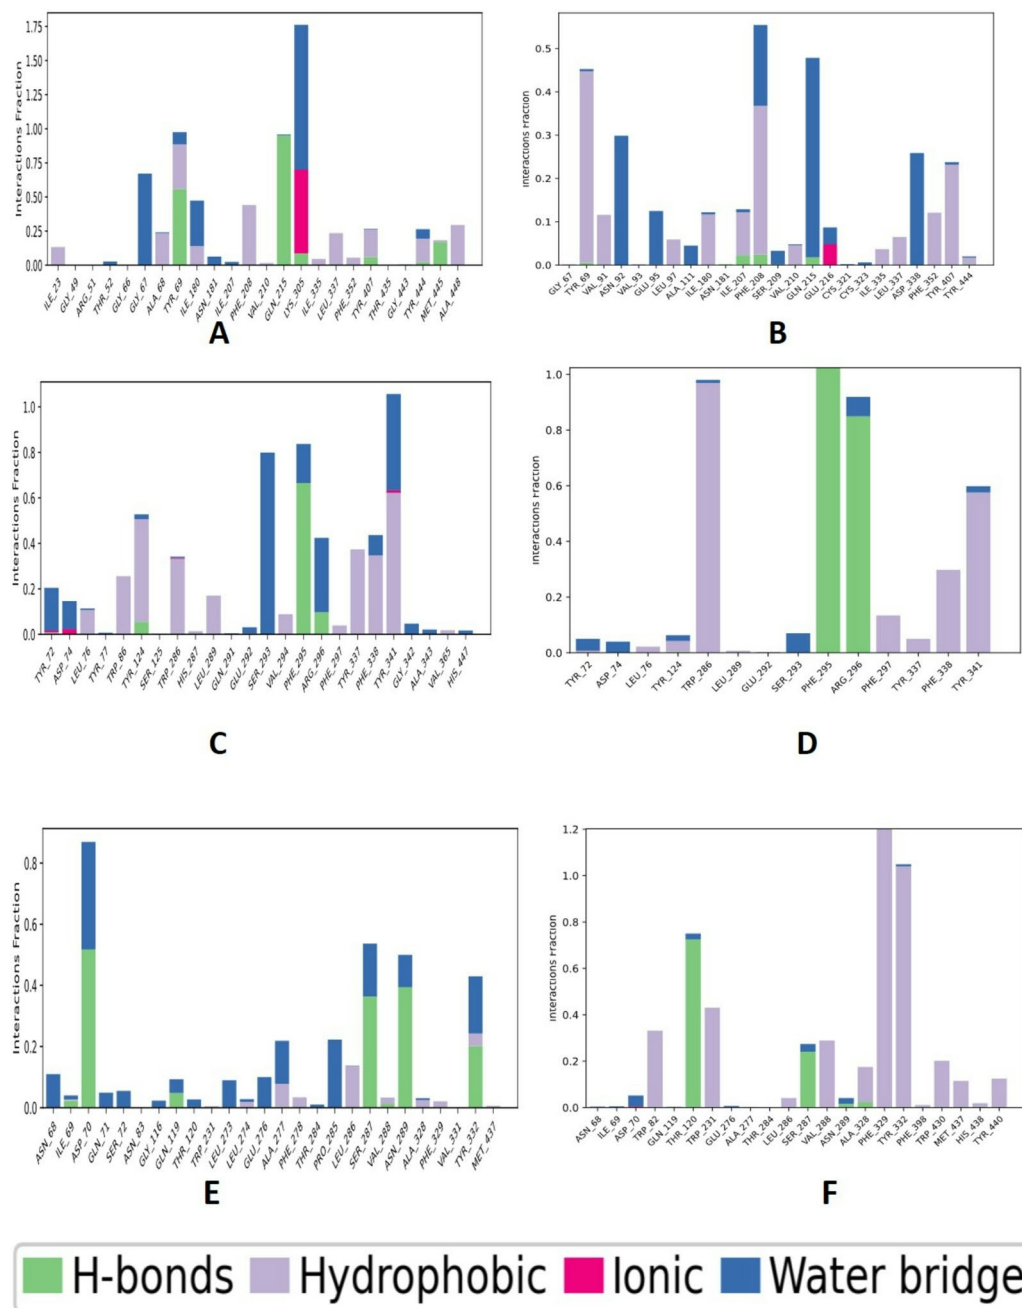 Interactions Fraction
1.75
1.50
1.25
1.00
0.75
0.50
0.25
0.00
ILE_23
GLY_49
ARG_51
THR_52
GLY_66
GLY_67
ALA_68
TYR_69
ILE_180
ASN_181
ILE_207
PHE_208
VAL_210
GLN_215
LYS_305
ILE_335
LEU_337
PHE_352
TYR_407
THR_435
GLY_443
TYR_444
MET_445
ALA_448
A
Interactions Fraction
0.5
0.4
0.3
0.2
0.1
0.0
GLY_67
TYR_69
VAL_91
ASN_92
VAL_93
GLU_95
LEU_97
ALA_111
ILE_180
ASN_181
ILE_207
PHE_208
SER_209
VAL_210
GLN_215
GLU_216
CYS_321
CYS_323
ILE_335
LEU_337
ASP_338
PHE_352
TYR_407
TYR_444
B
Interactions Fraction
1.0
0.8
0.6
0.4
0.2
0.0
TYR_72
ASP_74
LEU_76
TYR_77
TRP_86
TYR_124
SER_125
TRP_286
HIS_287
LEU_289
GLN_291
GLU_292
SER_293
VAL_294
PHE_295
ARG_296
PHE_297
TYR_337
PHE_338
TYR_341
GLY_342
ALA_343
VAL_365
HIS_447
C
Interactions Fraction
1.0
0.8
0.6
0.4
0.2
0.0
TYR_72
ASP_74
LEU_76
TYR_124
TRP_286
LEU_289
GLU_292
SER_293
PHE_295
ARG_296
PHE_297
TYR_337
PHE_338
TYR_341
D
Interactions Fraction
0.8
0.6
0.4
0.2
0.0
ASN_68
ILE_69
ASP_70
GLN_71
SER_72
ASN_83
GLY_116
GLN_119
THR_120
TRP_231
LEU_273
LEU_274
GLU_276
ALA_277
PHE_278
THR_284
PRO_285
LEU_286
SER_287
VAL_288
ASN_289
ALA_328
PHE_329
VAL_331
TYR_332
MET_437
E
Interactions Fraction
1.2
1.0
0.8
0.6
0.4
0.2
0.0
ASN_68
ILE_69
ASP_70
TRP_82
GLN_119
THR_120
TRP_231
GLU_276
ALA_277
THR_284
LEU_286
SER_287
VAL_288
ASN_289
ALA_328
PHE_329
TYR_332
PHE_398
TRP_430
MET_437
HIS_438
TYR_440
F
H-bonds Hydrophobic Ionic Water bridge